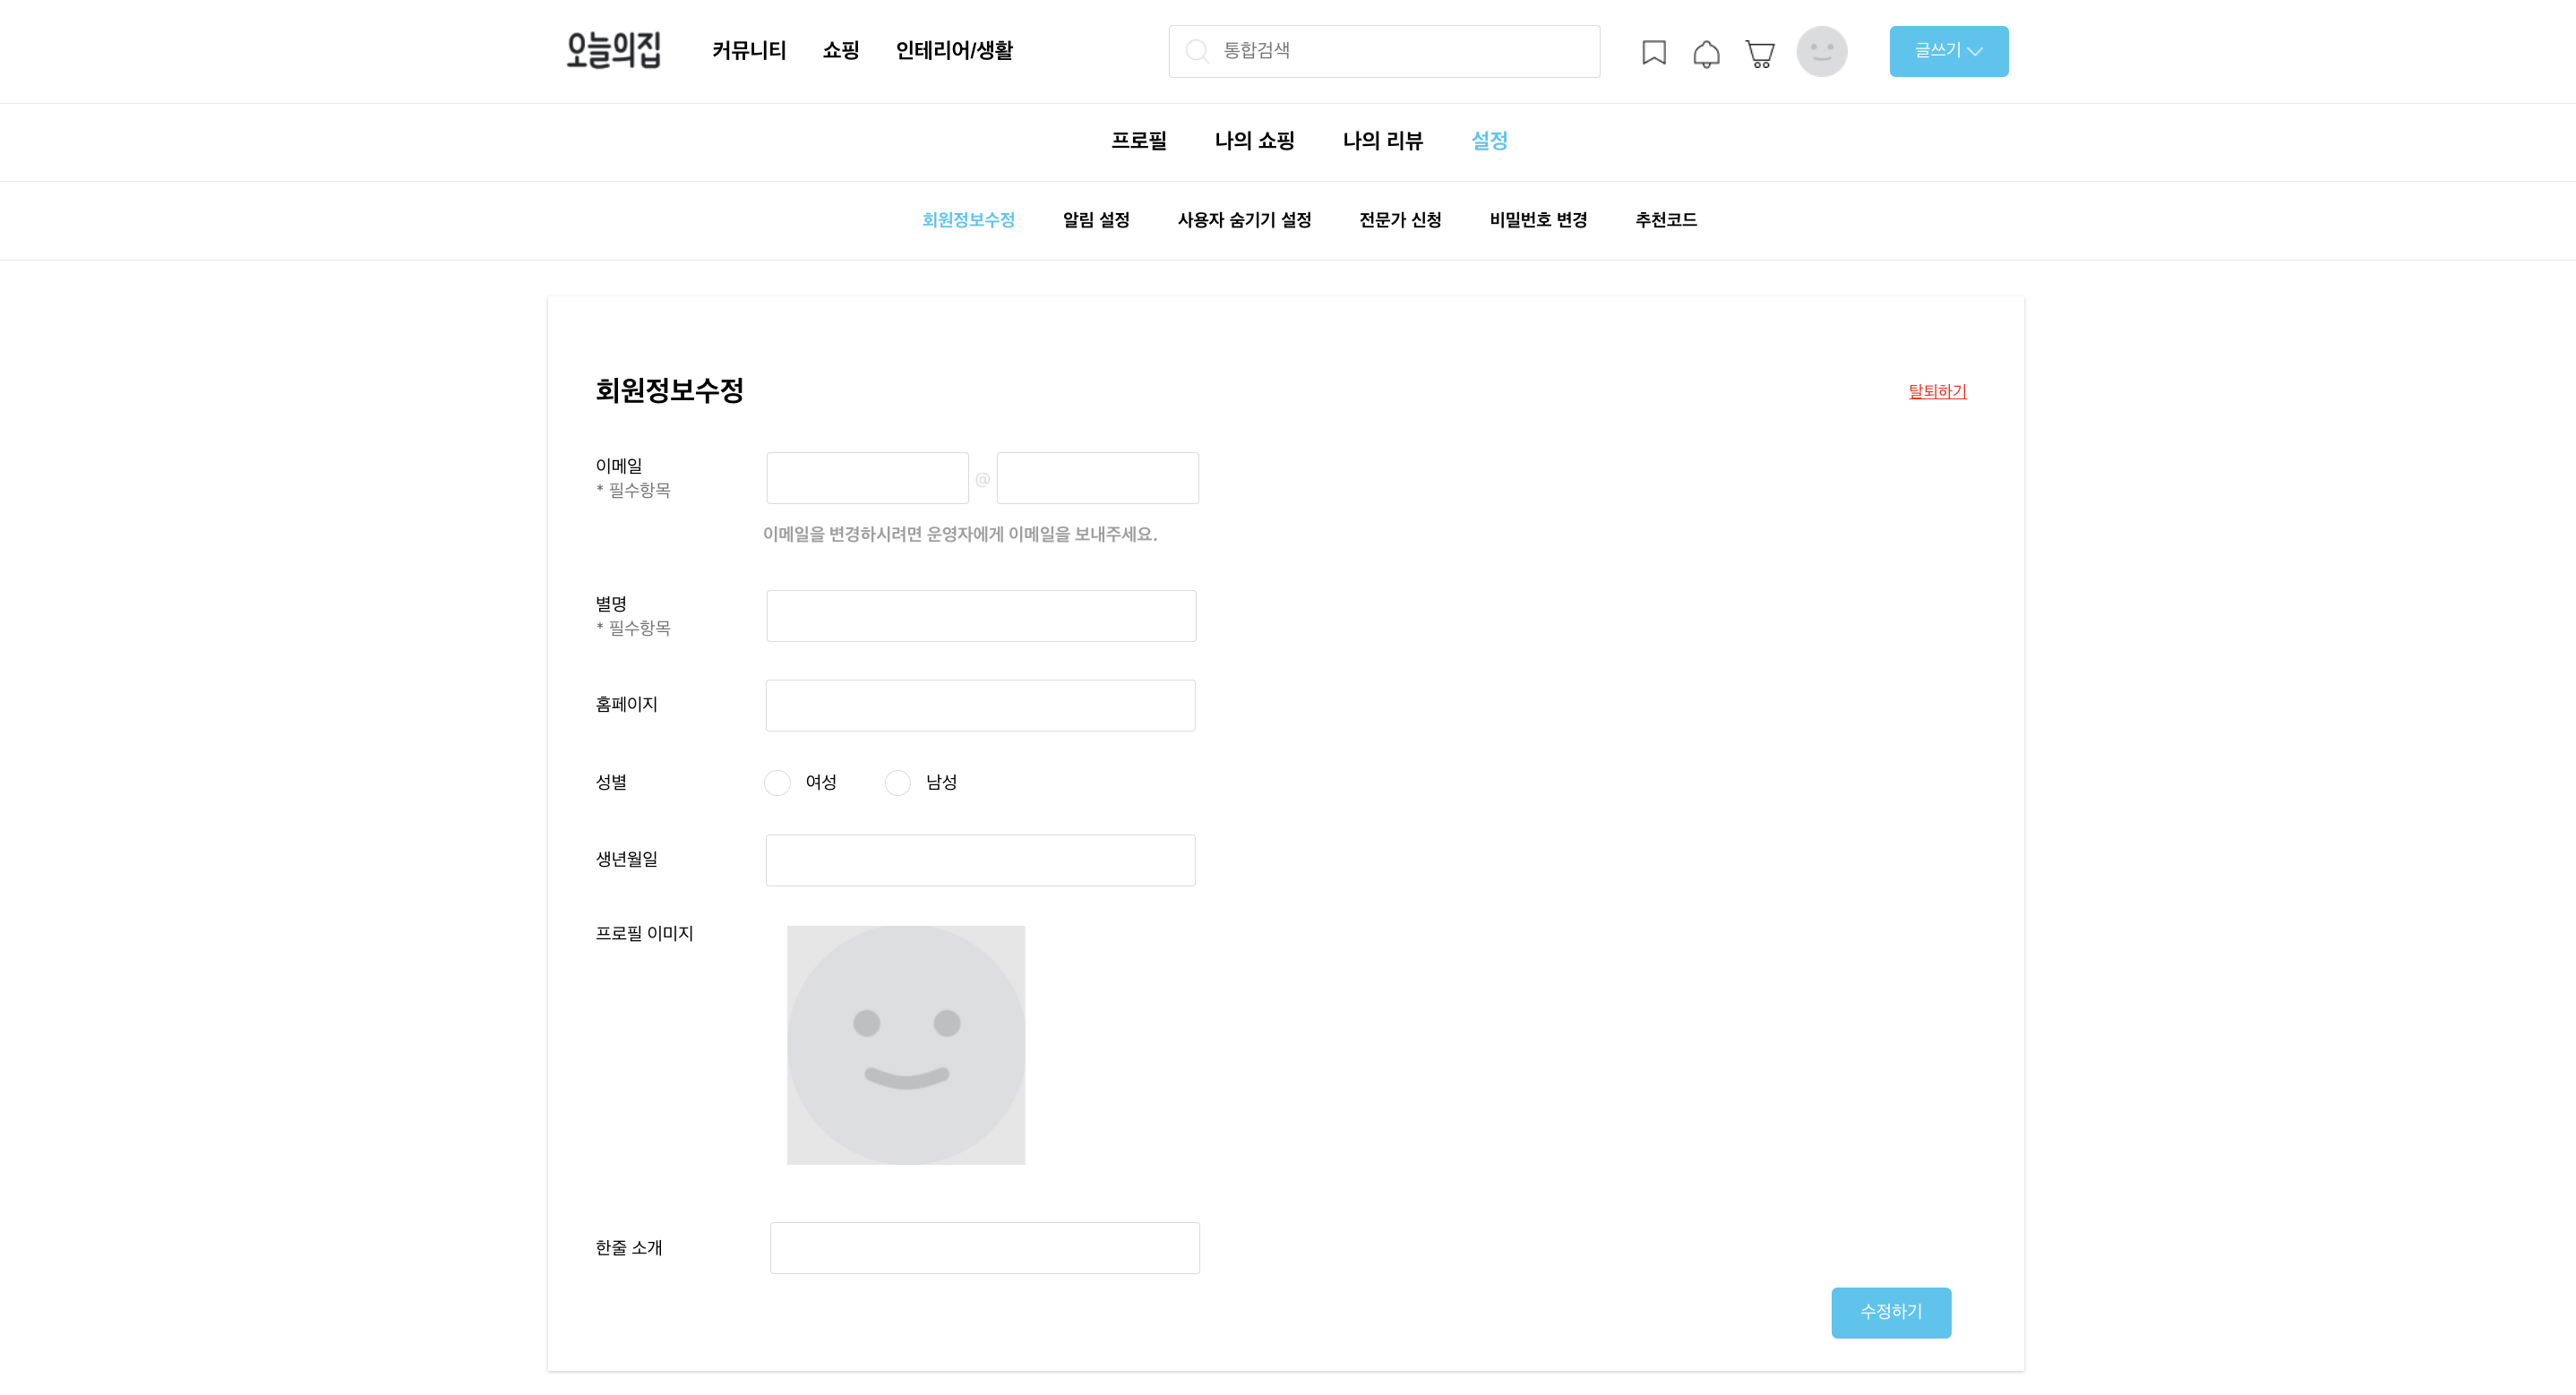 오늘의집 커뮤니티 쇼핑 인테리어/생활 통합검색 글쓰기
프로필 나의 쇼핑 나의 리뷰 설정
회원정보수정 알림 설정 사용자 숨기기 설정 전문가 신청 비밀번호 변경 추천코드
회원정보수정 탈퇴하기
이메일
* 필수항목
@
이메일을 변경하시려면 운영자에게 이메일을 보내주세요.
별명
* 필수항목
홈페이지
성별 여성 남성
생년월일
프로필 이미지
한줄 소개
수정하기